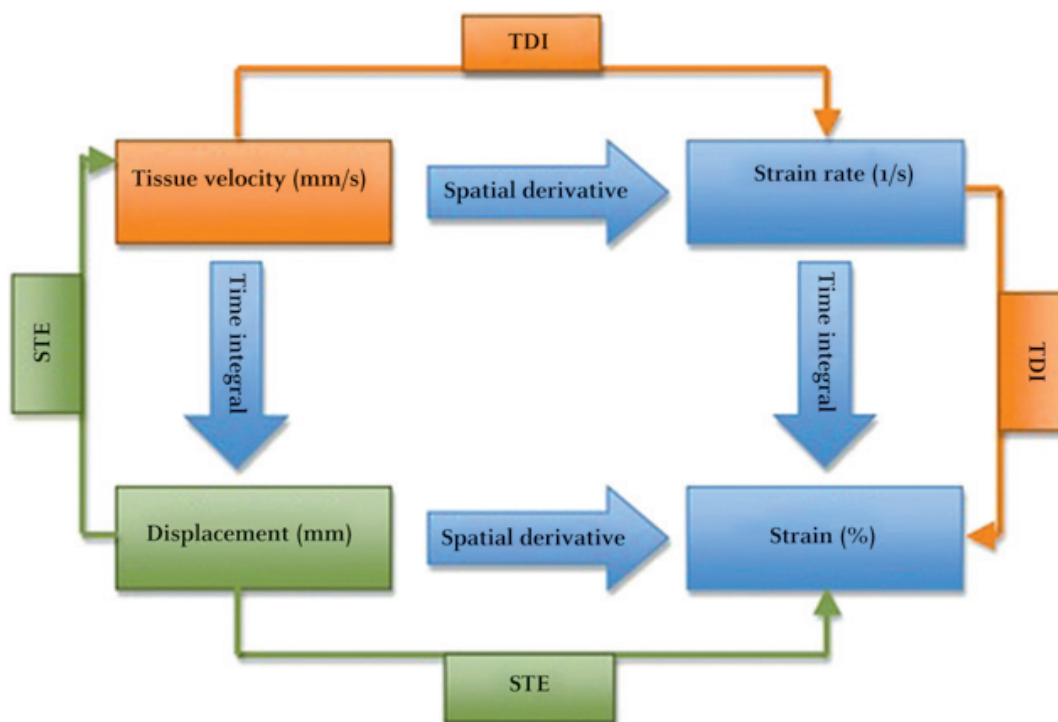 TDI
Tissue velocity (mm/s)
Spatial derivative
Strain rate (1/s)
STE
Time integral
Time integral
TDI
Displacement (mm)
Spatial derivative
Strain (%)
STE